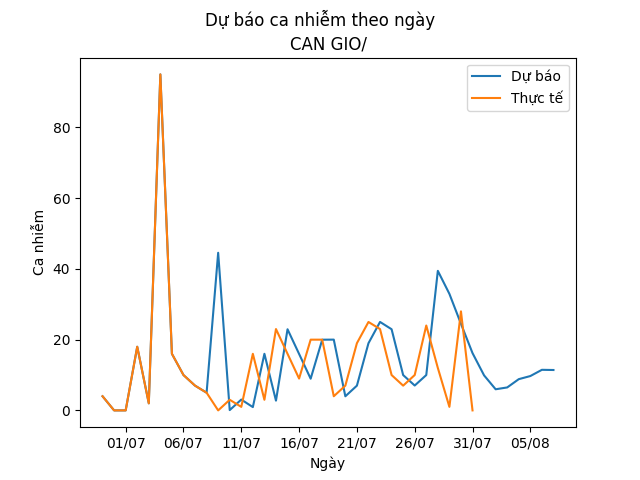 Dự báo ca nhiễm theo ngày
CAN GIO/
Dự báo
Thực tế
Ca nhiễm
80
60
40
20
0
01/07 06/07 11/07 16/07 21/07 26/07 31/07 05/08
Ngày